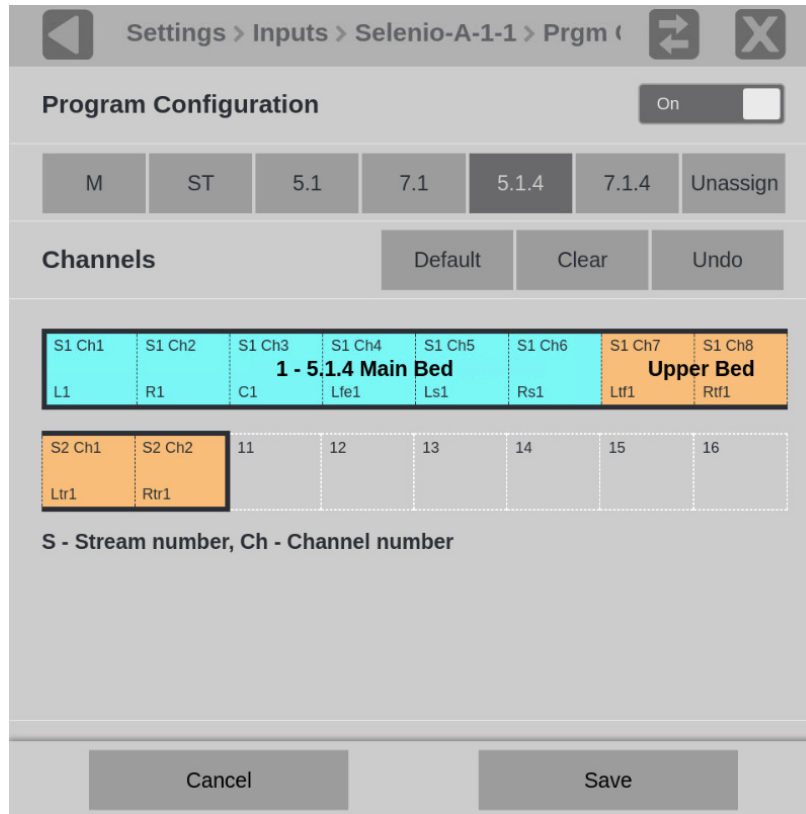 Settings > Inputs > Selenio-A-1-1 > Prgm
Program Configuration On
M ST 5.1 7.1 5.1.4 7.1.4 Unassign
Channels Default Clear Undo
S1 Ch1 S1 Ch2 S1 Ch3 S1 Ch4 S1 Ch5 S1 Ch6 S1 Ch7 S1 Ch8
1 - 5.1.4 Main Bed Upper Bed
L1 R1 C1 Lfe1 Ls1 Rs1 Ltf1 Rtf1
S2 Ch1 S2 Ch2 11 12 13 14 15 16
Ltr1 Rtr1
S - Stream number, Ch - Channel number
Cancel Save